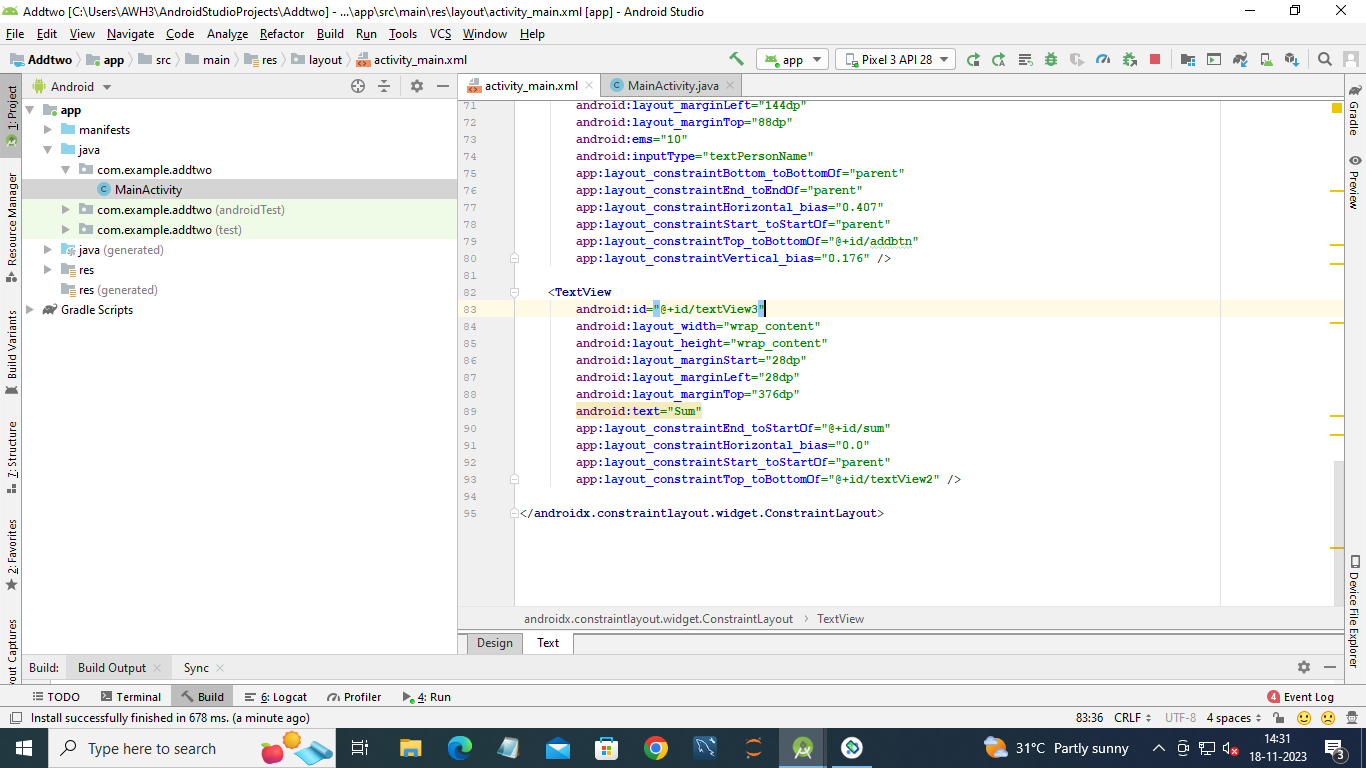 Addtwo [C:\Users\AWH3\AndroidStudioProjects\Addtwo] - ...\app\src\main\res\layout\activity_main.xml [app] - Android Studio
File Edit View Navigate Code Analyze Refactor Build Run Tools VCS Window Help
Addtwo app src main res layout activity_main.xml app Pixel 3 API 28
1: Project
Resource Manager
Build Variants
7: Structure
2: Favorites
yout Captures
Android
app
manifests
java
com.example.addtwo
MainActivity
com.example.addtwo (androidTest)
com.example.addtwo (test)
java (generated)
res
res (generated)
Gradle Scripts
activity_main.xml MainActivity.java
71 android:layout_marginLeft="144dp"
72 android:layout_marginTop="88dp"
73 android:ems="10"
74 android:inputType="textPersonName"
75 app:layout_constraintBottom_toBottomOf="parent"
76 app:layout_constraintEnd_toEndOf="parent"
77 app:layout_constraintHorizontal_bias="0.407"
78 app:layout_constraintStart_toStartOf="parent"
79 app:layout_constraintTop_toBottomOf="@+id/addbtn"
80 app:layout_constraintVertical_bias="0.176" />
81
82 <TextView
83 android:id="@+id/textView3"
84 android:layout_width="wrap_content"
85 android:layout_height="wrap_content"
86 android:layout_marginStart="28dp"
87 android:layout_marginLeft="28dp"
88 android:layout_marginTop="376dp"
89 android:text="Sum"
90 app:layout_constraintEnd_toStartOf="@+id/sum"
91 app:layout_constraintHorizontal_bias="0.0"
92 app:layout_constraintStart_toStartOf="parent"
93 app:layout_constraintTop_toBottomOf="@+id/textView2" />
94
95 </androidx.constraintlayout.widget.ConstraintLayout>
androidx.constraintlayout.widget.ConstraintLayout › TextView
Design Text
Gradle
Preview
Device File Explorer
Build: Build Output Sync
TODO Terminal Build 6: Logcat Profiler 4: Run 4 Event Log
Install successfully finished in 678 ms. (a minute ago) 83:36 CRLF UTF-8 4 spaces
Type here to search 31°C Partly sunny 14:31
18-11-2023 3